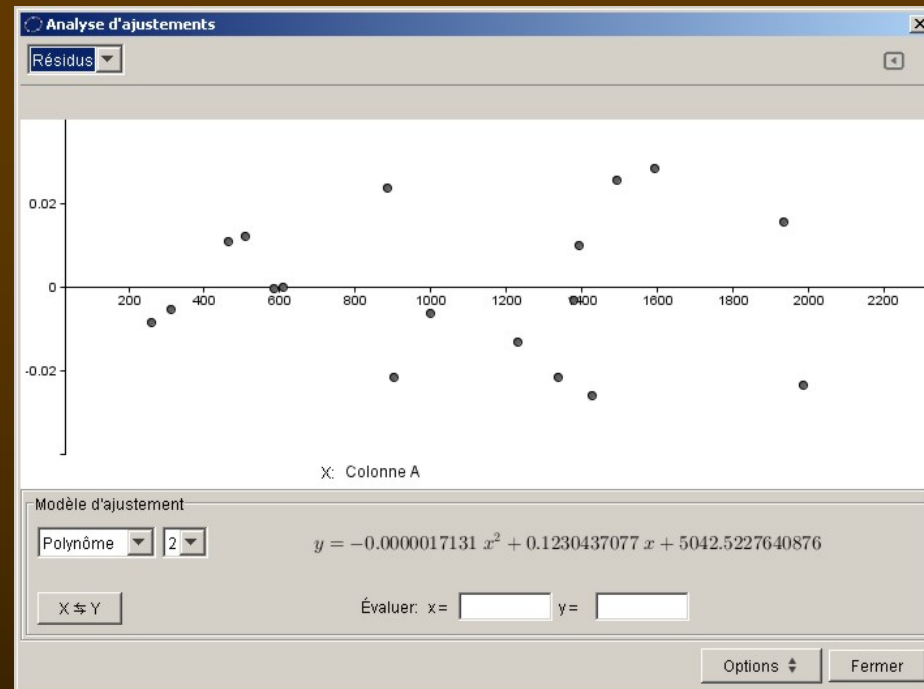 Analyse d'ajustements
Résidus
0.02
0
-0.02
200 400 600 800 1000 1200 1400 1600 1800 2000 2200
X: Colonne A
Modèle d'ajustement
Polynôme 2
y = −0.0000017131 x² + 0.1230437077 x + 5042.5227640876
X ⇆ Y
Évaluer: x = y =
Options
Fermer